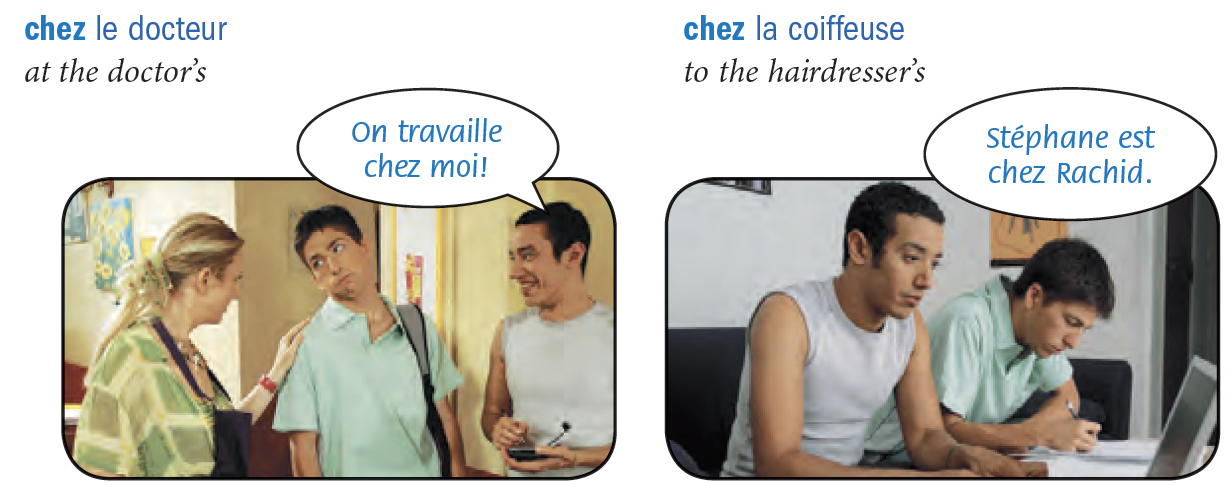 chez le docteur
at the doctor's
On travaille
chez moi!
chez la coiffeuse
to the hairdresser's
Stéphane est
chez Rachid.